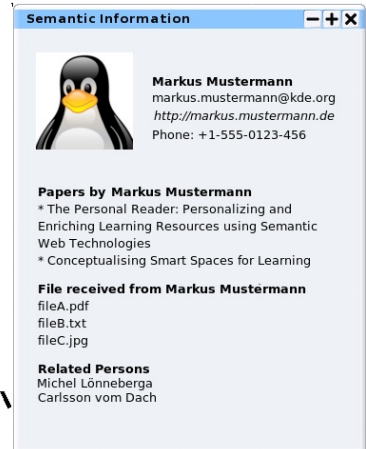 Semantic Information
Markus Mustermann
markus.mustermann@kde.org
http://markus.mustermann.de
Phone: +1-555-0123-456
Papers by Markus Mustermann
* The Personal Reader: Personalizing and
Enriching Learning Resources using Semantic
Web Technologies
* Conceptualising Smart Spaces for Learning
File received from Markus Mustermann
fileA.pdf
fileB.txt
fileC.jpg
Related Persons
Michel Lönneberga
Carlsson vom Dach